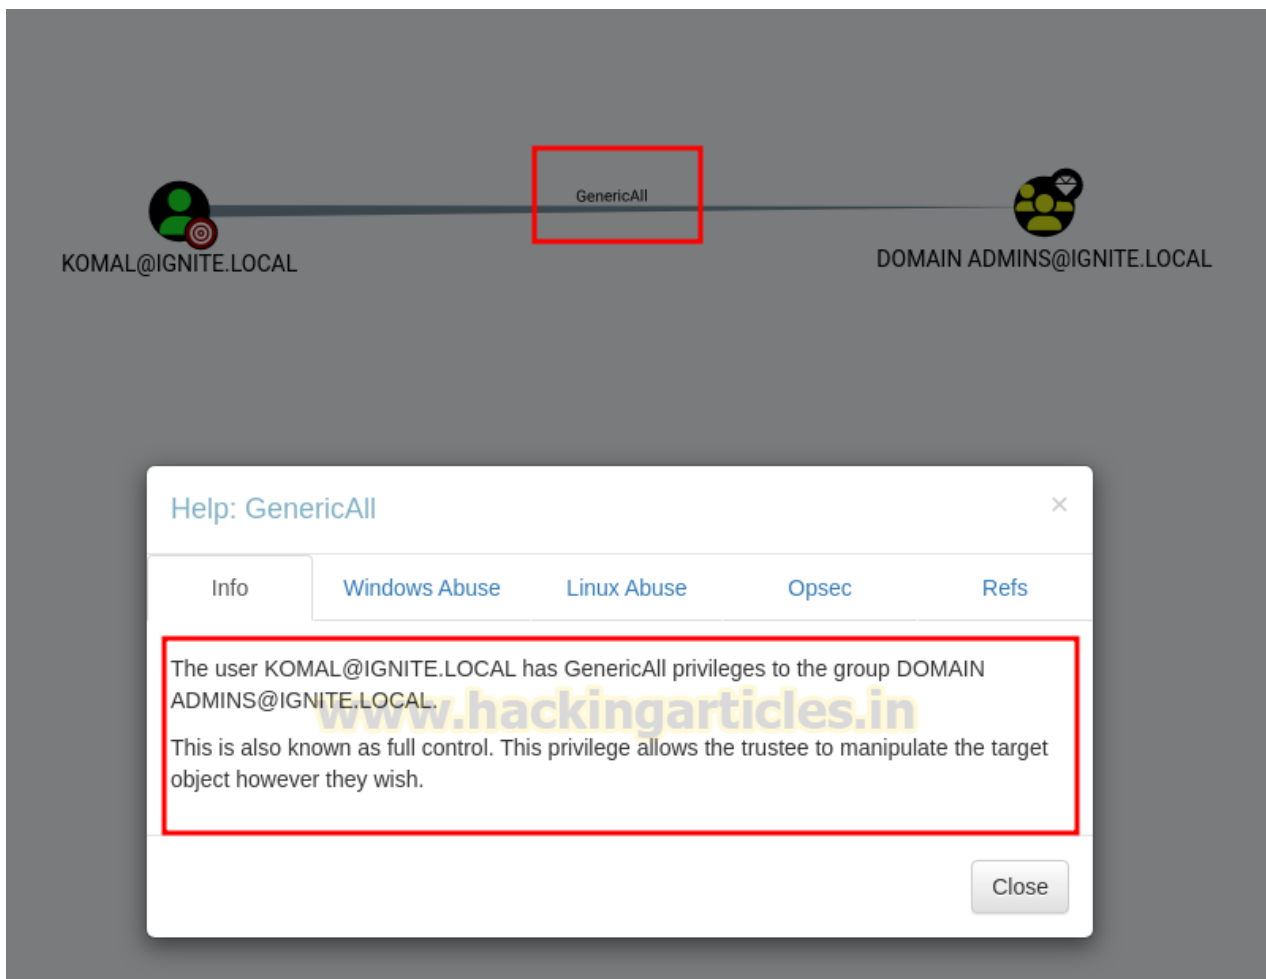 GenericAll
KOMAL@IGNITE.LOCAL
DOMAIN ADMINS@IGNITE.LOCAL
Help: GenericAll ×
Info Windows Abuse Linux Abuse Opsec Refs
The user KOMAL@IGNITE.LOCAL has GenericAll privileges to the group DOMAIN
ADMINS@IGNITE.LOCAL.
www.hackingarticles.in
This is also known as full control. This privilege allows the trustee to manipulate the target
object however they wish.
Close